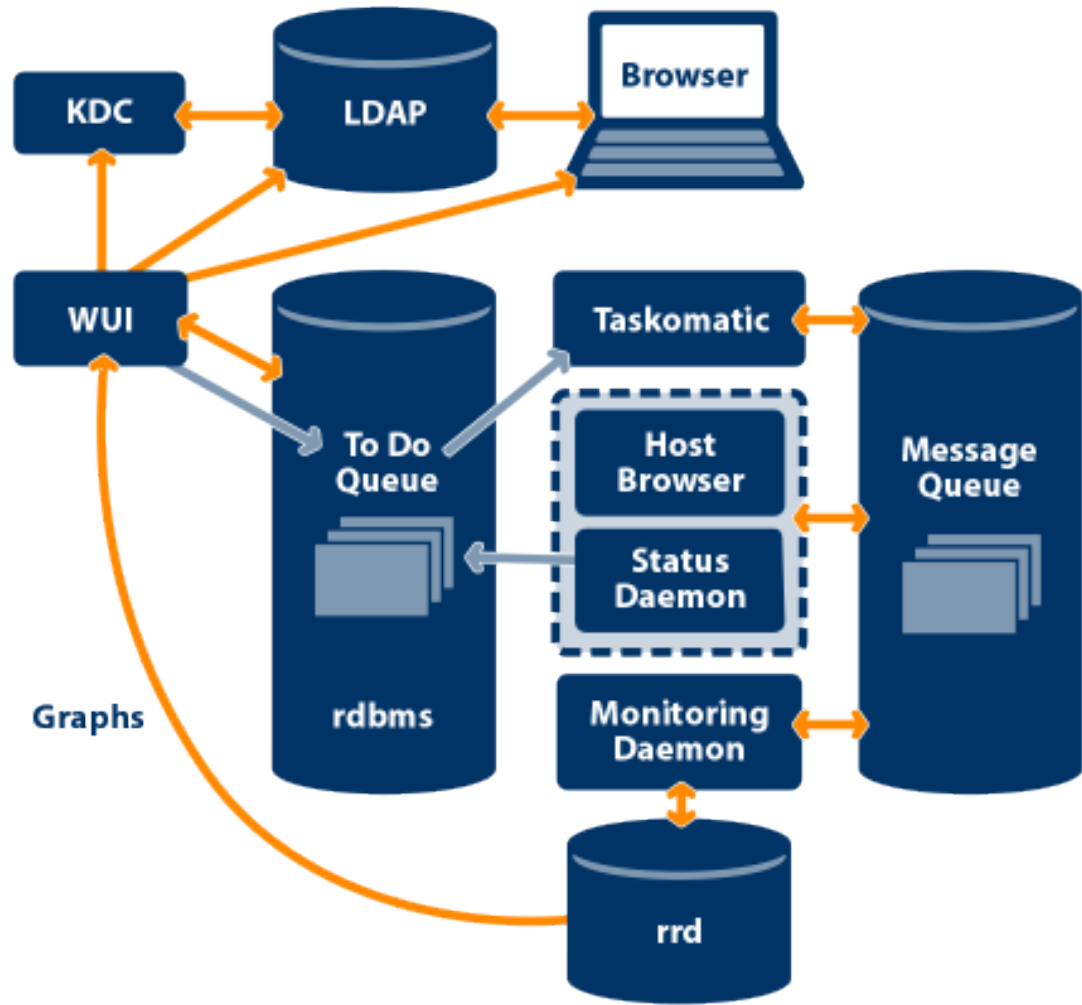 KDC
LDAP
Browser
WUI
Taskomatic
To Do
Queue
Host
Browser
Message
Queue
Status
Daemon
Graphs
rdbms
Monitoring
Daemon
rrd